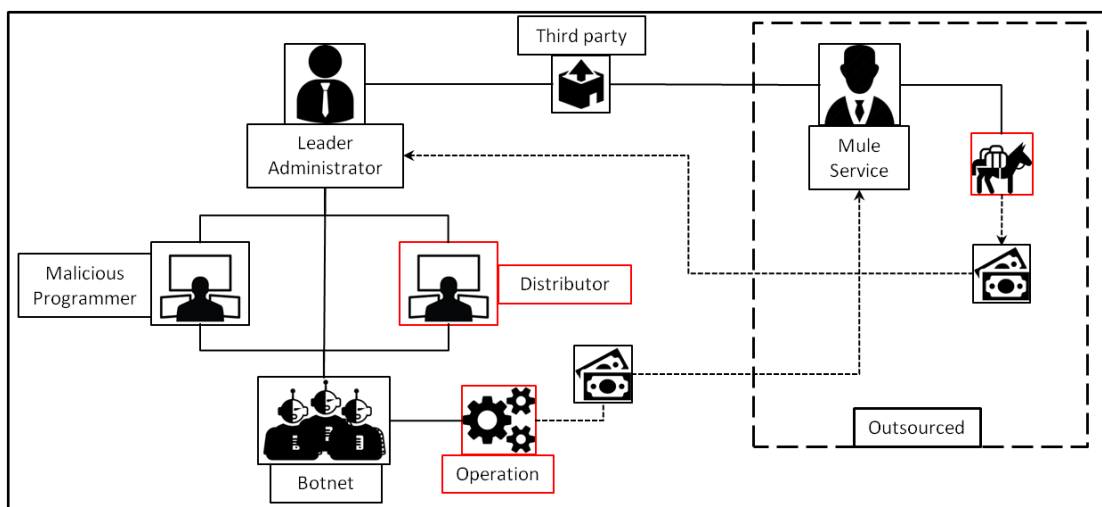 Third party
Leader
Administrator
Mule
Service
Malicious
Programmer
Distributor
Outsourced
Operation
Botnet